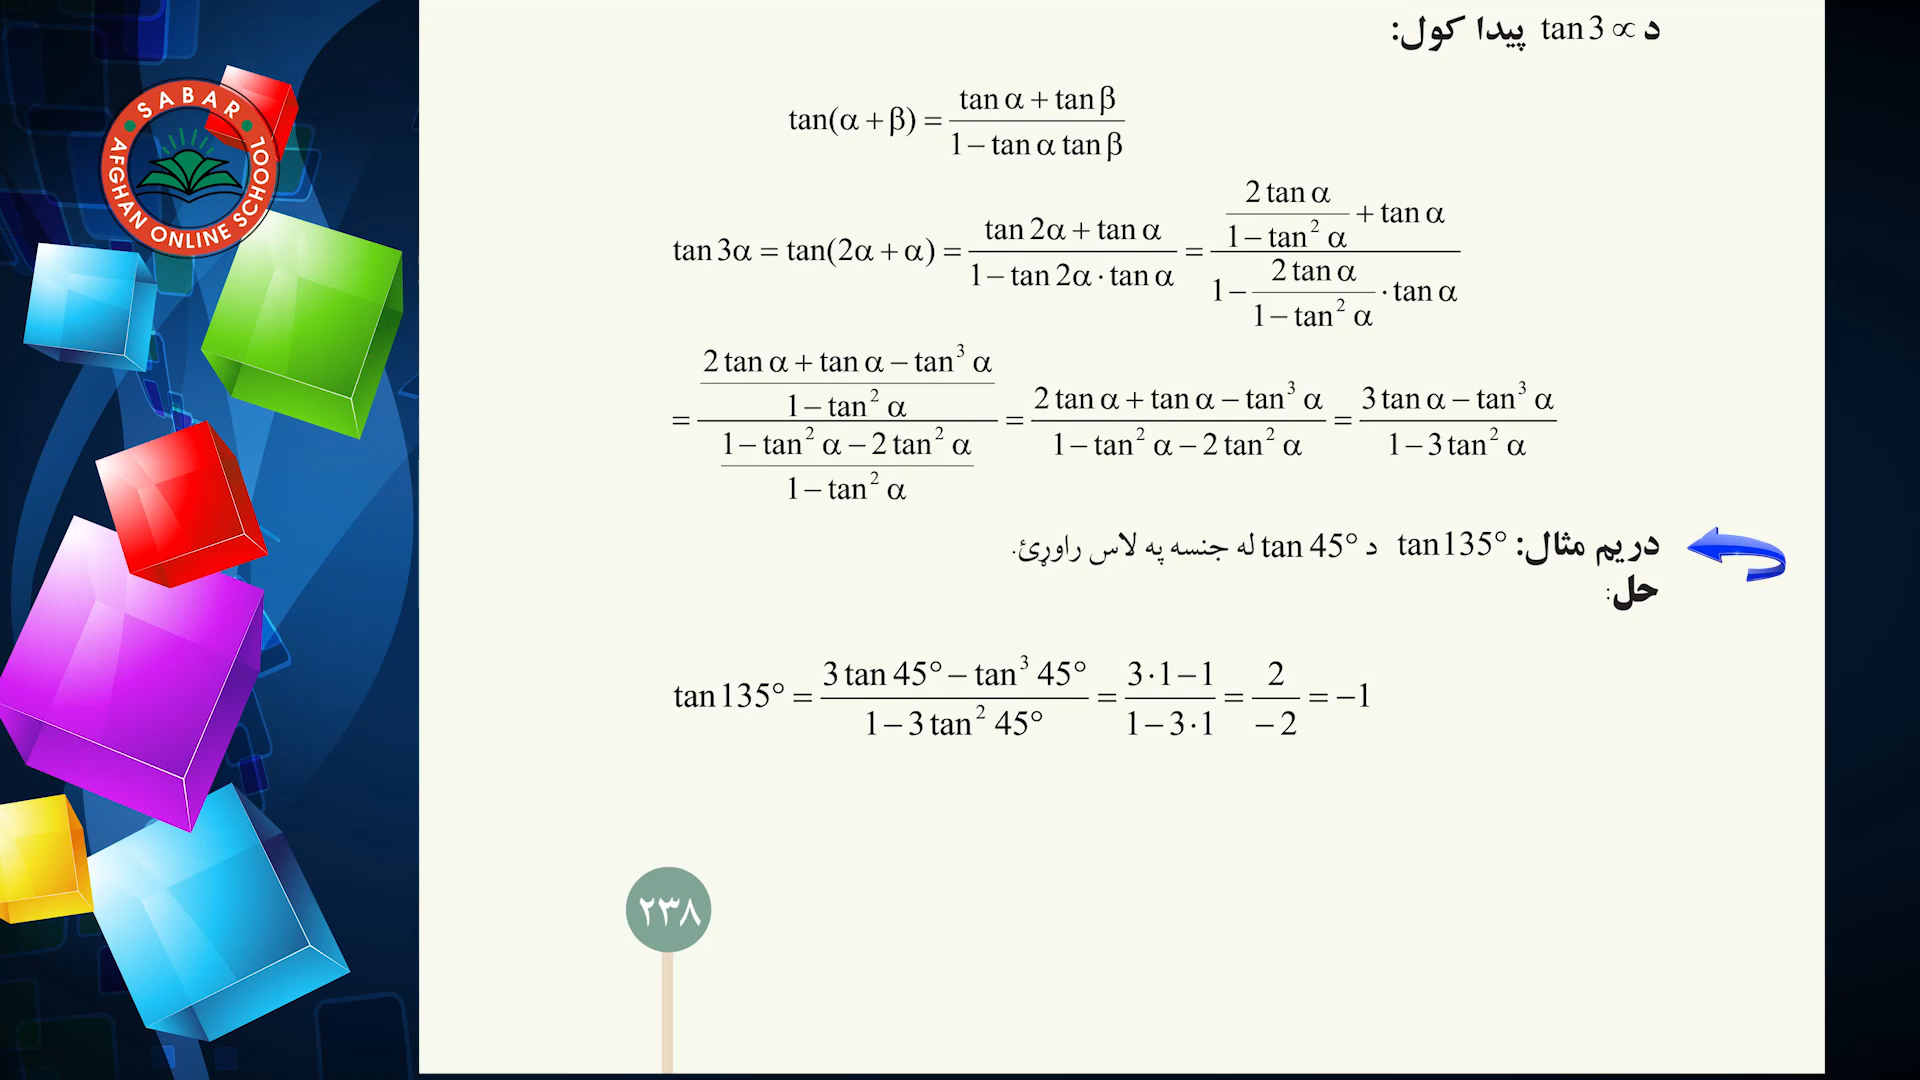 SABAR
AFGHAN ONLINE SCHOOL
د tan 3 ∝ پیدا کول:
tan(α + β) = (tan α + tan β) / (1 − tan α tan β)
tan 3α = tan(2α + α) = (tan 2α + tan α) / (1 − tan 2α · tan α) = ((2 tan α) / (1 − tan² α) + tan α) / (1 − (2 tan α) / (1 − tan² α) · tan α)
= ((2 tan α + tan α − tan³ α) / (1 − tan² α)) / ((1 − tan² α − 2 tan² α) / (1 − tan² α)) = (2 tan α + tan α − tan³ α) / (1 − tan² α − 2 tan² α) = (3 tan α − tan³ α) / (1 − 3 tan² α)
دریم مثال: tan 135° د tan 45° له جنسه په لاس راوړئ.
حل:
tan 135° = (3 tan 45° − tan³ 45°) / (1 − 3 tan² 45°) = (3 · 1 − 1) / (1 − 3 · 1) = 2 / −2 = −1
۲۳۸